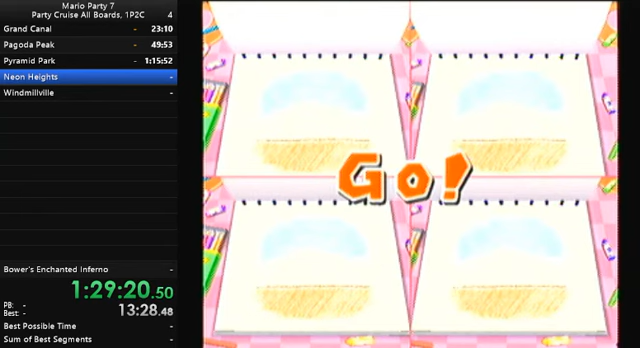 Mario Party 7
Party Cruise All Boards, 1P2C 4
Grand Canal - 23:10
Pagoda Peak - 49:53
Pyramid Park - 1:15:52
Neon Heights -
Windmillville -
Bower's Enchanted Inferno -
1:29:20.50
PB: -
Best: - 13:28.48
Best Possible Time -
Sum of Best Segments -
Go!